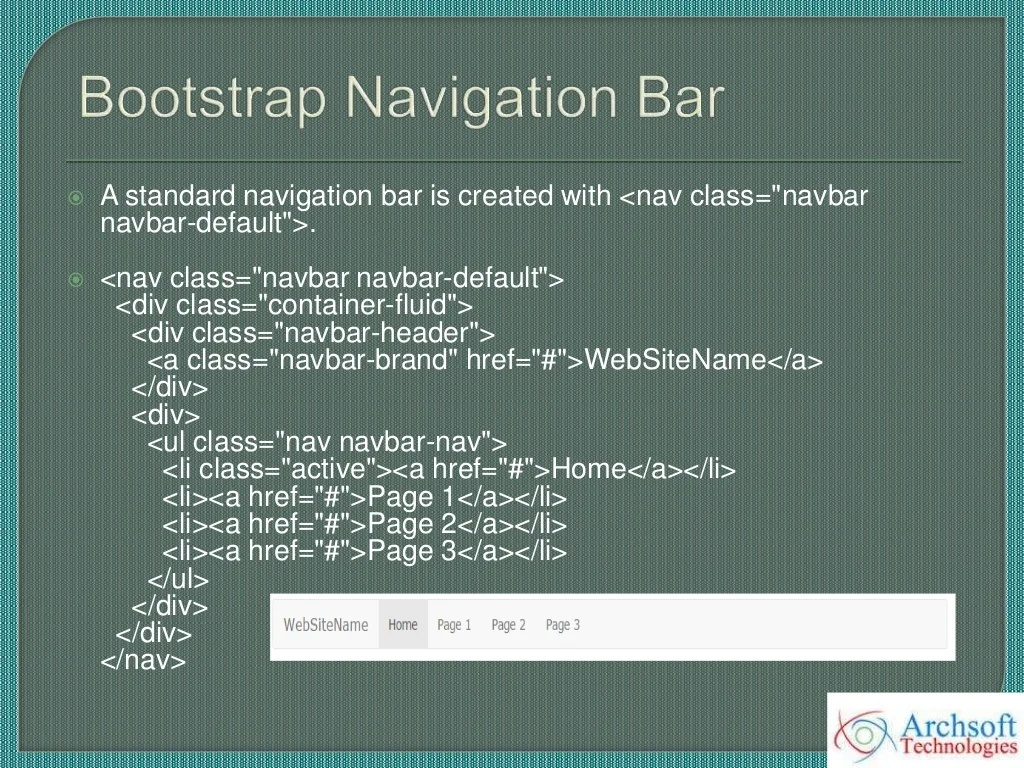 Bootstrap Navigation Bar
A standard navigation bar is created with <nav class="navbar
navbar-default">.
<nav class="navbar navbar-default">
<div class="container-fluid">
<div class="navbar-header">
<a class="navbar-brand" href="#">WebSiteName</a>
</div>
<div>
<ul class="nav navbar-nav">
<li class="active"><a href="#">Home</a></li>
<li><a href="#">Page 1</a></li>
<li><a href="#">Page 2</a></li>
<li><a href="#">Page 3</a></li>
</ul>
</div>
</div>
</nav>
WebSiteName Home Page 1 Page 2 Page 3
Archsoft
Technologies